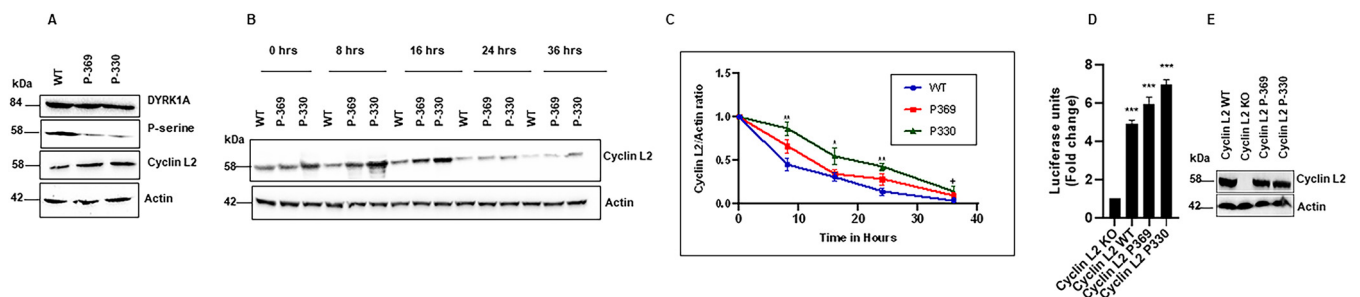 A
kDa
WT
P-369
P-330
84
DYRK1A
58
P-serine
58
Cyclin L2
42
Actin
B
0 hrs
8 hrs
16 hrs
24 hrs
36 hrs
WT
P-369
P-330
WT
P-369
P-330
WT
P-369
P-330
WT
P-369
P-330
WT
P-369
P-330
kDa
58
Cyclin L2
42
Actin
C
Cyclin L2/Actin ratio
1.5
1.0
0.5
0.0
0
10
20
30
40
Time in Hours
WT
P369
P330
**
*
**
+
D
Luciferase units
(Fold change)
8
6
4
2
0
***
***
***
Cyclin L2 KO
Cyclin L2 WT
Cyclin L2 P369
Cyclin L2 P330
E
Cyclin L2 WT
Cyclin L2 KO
Cyclin L2 P-369
Cyclin L2 P-330
kDa
58
Cyclin L2
42
Actin